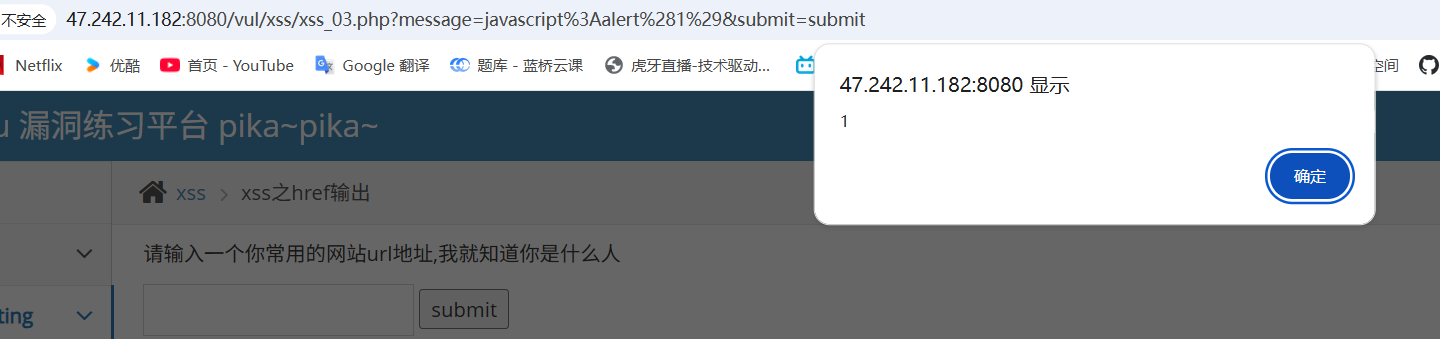 不安全 47.242.11.182:8080/vul/xss/xss_03.php?message=javascript%3Aalert%281%29&submit=submit
Netflix 优酷 首页 - YouTube Google 翻译 题库 - 蓝桥云课 虎牙直播-技术驱动... 空间
47.242.11.182:8080 显示
1
确定
u 漏洞练习平台 pika~pika~
xss xss之href输出
请输入一个你常用的网站url地址,我就知道你是什么人
submit
ting